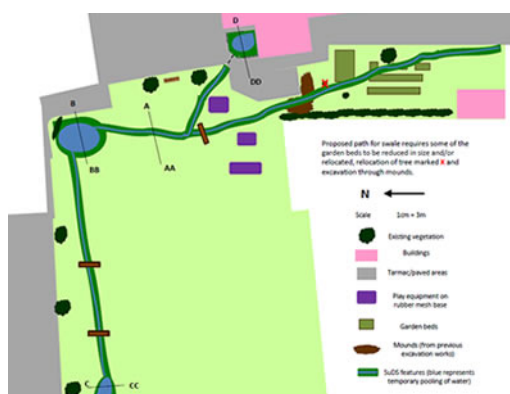 D
DD
B
A
X
BB
AA
Proposed path for swale requires some of the
garden beds to be reduced in size and/or
relocated, relocation of tree marked X and
excavation through mounds.
N
Scale 1cm = 3m
Existing vegetation
Buildings
Tarmac/paved areas
Play equipment on
rubber mesh base
Garden beds
Mounds (from previous
excavation works)
SuDS features (blue represents
temporary pooling of water)
C
CC